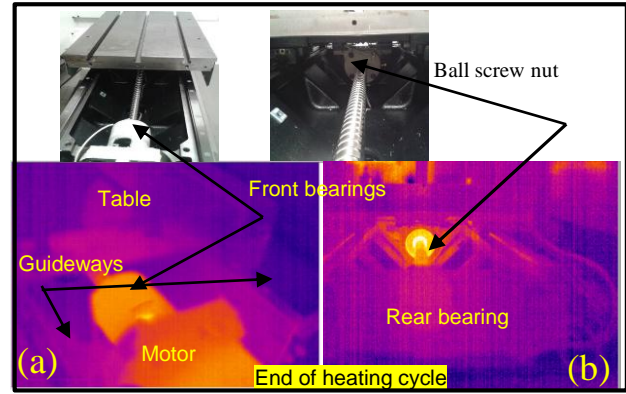 Ball screw nut
Front bearings
Table
Guideways
Rear bearing
Motor
(a)
End of heating cycle
(b)